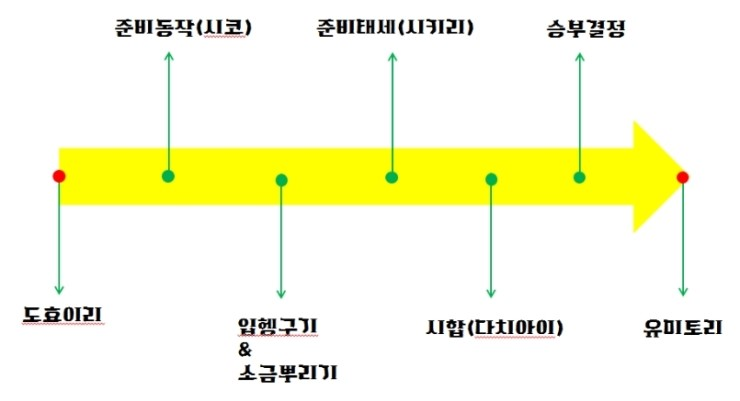 준비동작(시코)
준비태세(시키리)
승부결정
도효이리
입헹구기
&
소금뿌리기
시합(다치아이)
유미토리